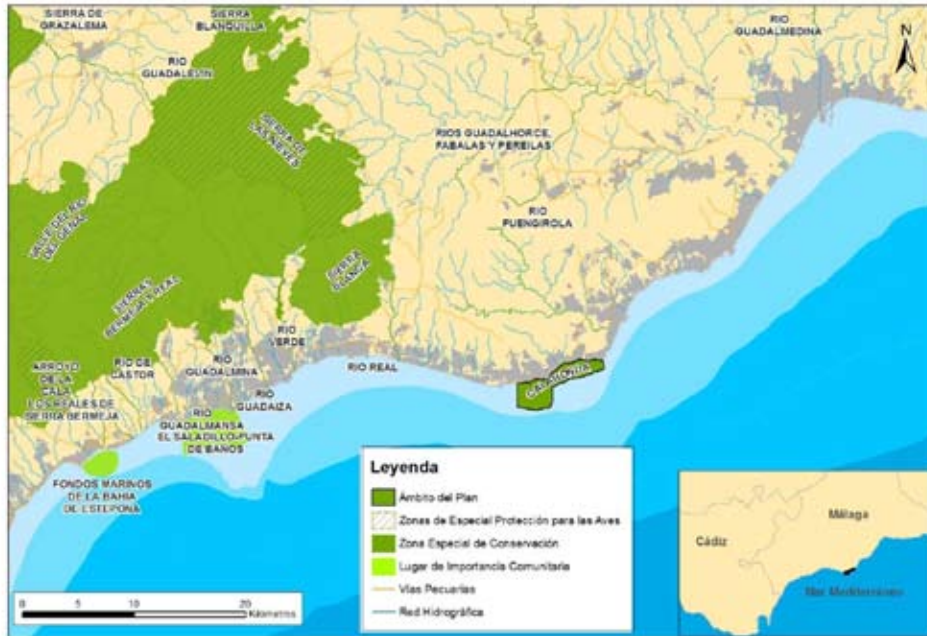 SIERRA DE
GRAZALEMA
SIERRA
BLANQUILLA
RIO
GUADALEVIN
RIO
GUADALMEDINA
N
SIERRA DE
LAS NIEVES
RIOS GUADALHORCE,
FABALAS Y PEREILAS
RIO
FUENGIROLA
VALLE DEL RIO
DEL GENAL
SIERRAS
BERMEJA Y REAL
SIERRA
BLANCA
RIO
VERDE
RIO REAL
CALAHONDA
ARROYO
DE LA
CALA
RIO DEL
CASTOR
RIO
GUADALMINA
RIO
GUADAIZA
LOS REALES DE
SIERRA BERMEJA
RIO
GUADALMANSA
EL SALADILLO-PUNTA
DE BAÑOS
FONDOS MARINOS
DE LA BAHIA
DE ESTEPONA
Leyenda
Ámbito del Plan
Zonas de Especial Protección para las Aves
Zona Especial de Conservación
Lugar de Importancia Comunitaria
Vías Pecuarias
Red Hidrográfica
0 5 10 20
Kilómetros
Málaga
Cádiz
Mar Mediterráneo